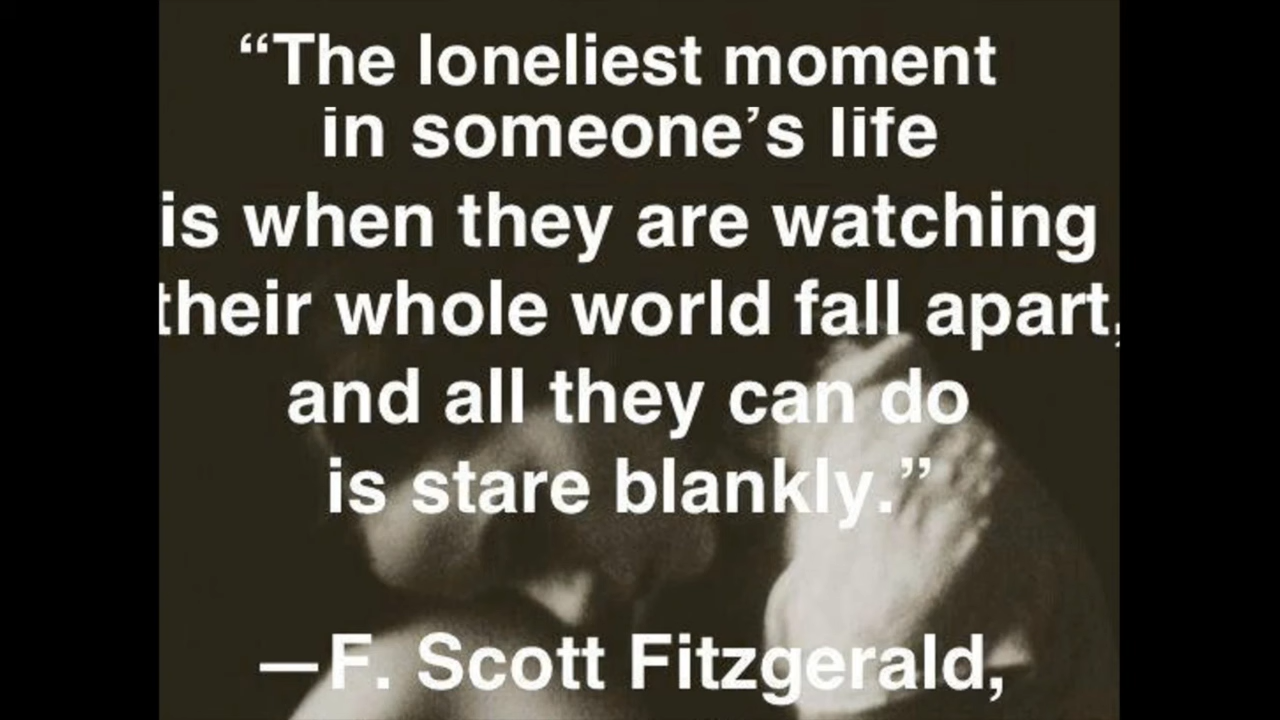 “The loneliest moment
in someone’s life
is when they are watching
their whole world fall apart,
and all they can do
is stare blankly.”
—F. Scott Fitzgerald,